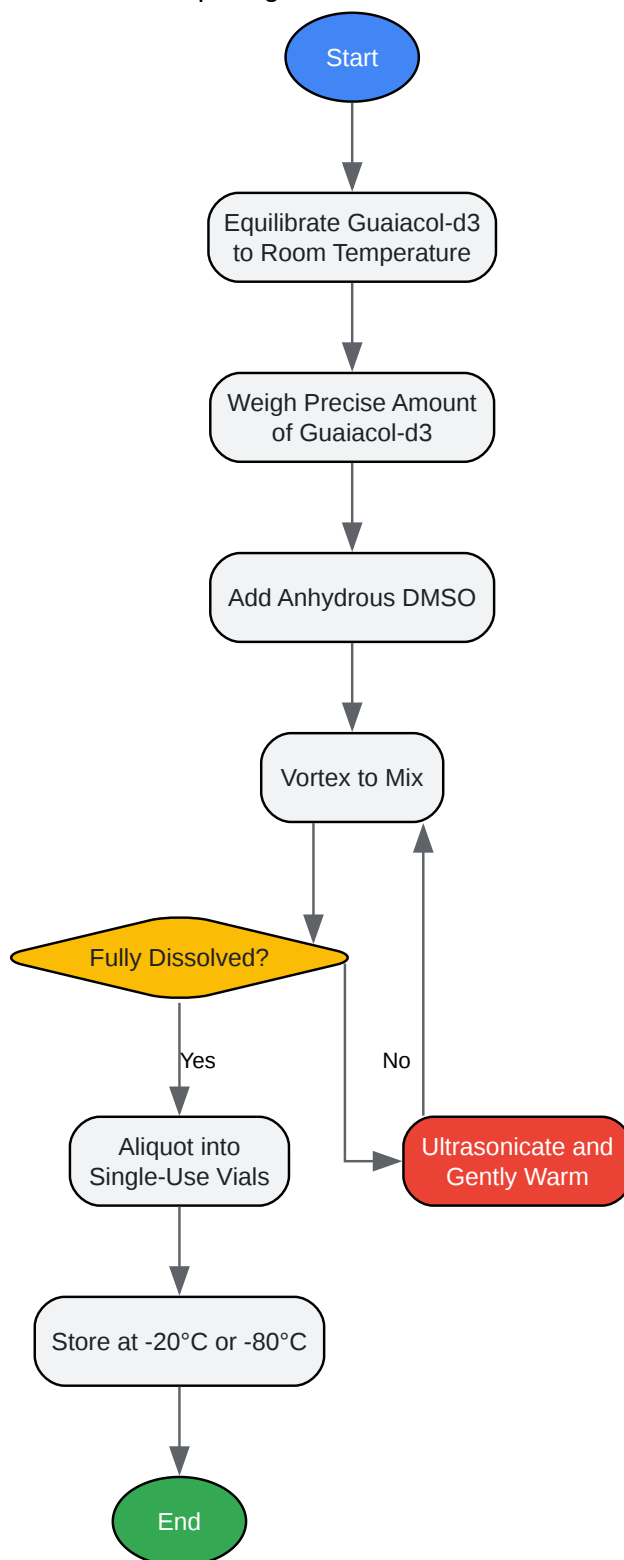 Start
Equilibrate Guaiacol-d3
to Room Temperature
Weigh Precise Amount
of Guaiacol-d3
Add Anhydrous DMSO
Vortex to Mix
Fully Dissolved?
Yes
No
Aliquot into
Single-Use Vials
Ultrasonicate and
Gently Warm
Store at -20°C or -80°C
End